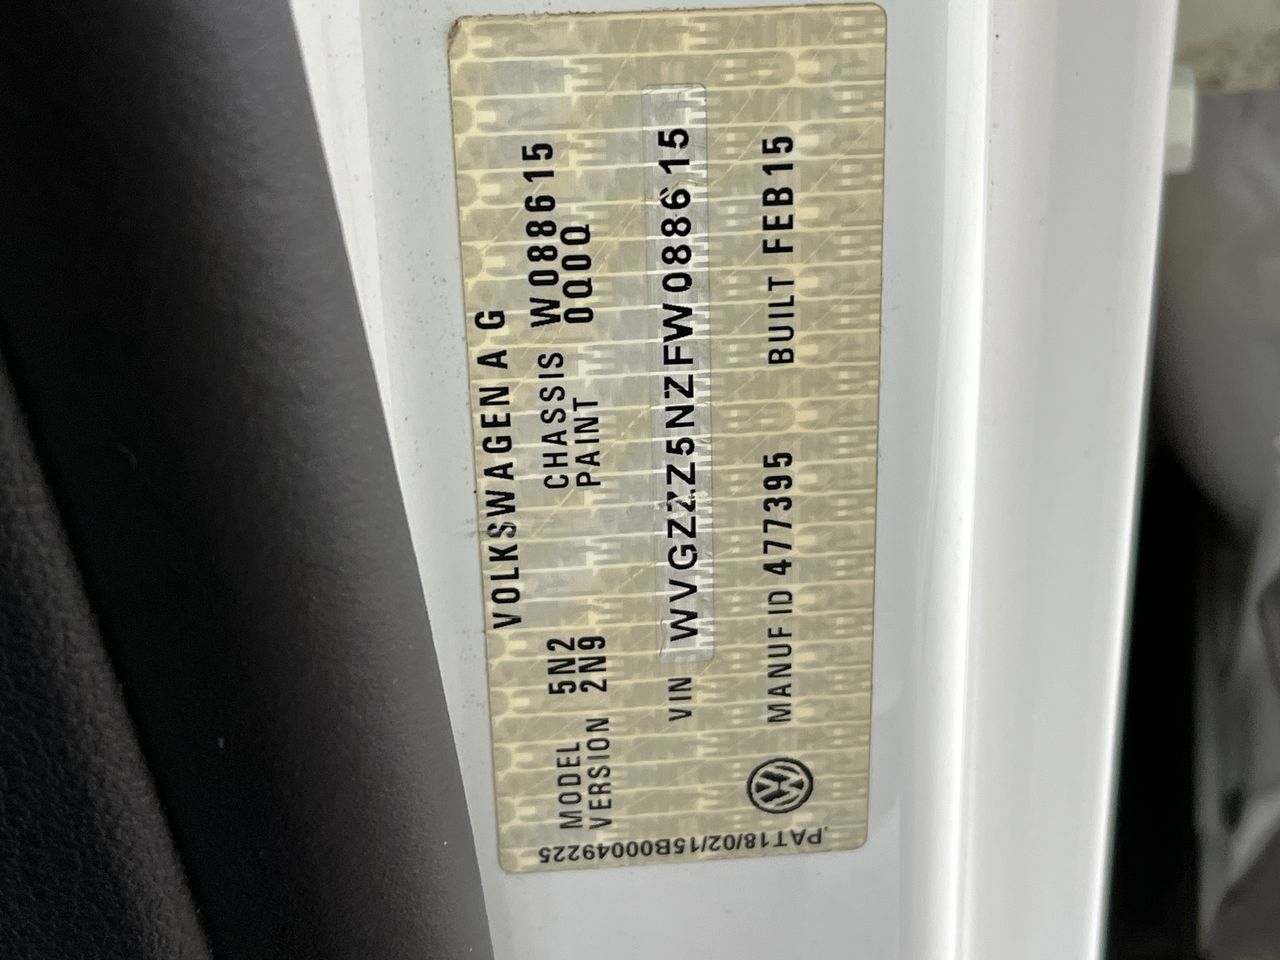 VOLKSWAGEN AG
MODEL 5N2 CHASSIS W088615
VERSION 2N9 PAINT 0Q0Q
VIN WVGZZZ5NZFW088615
MANUF ID 477395 BUILT FEB15
.PAT18/02/15B00049225